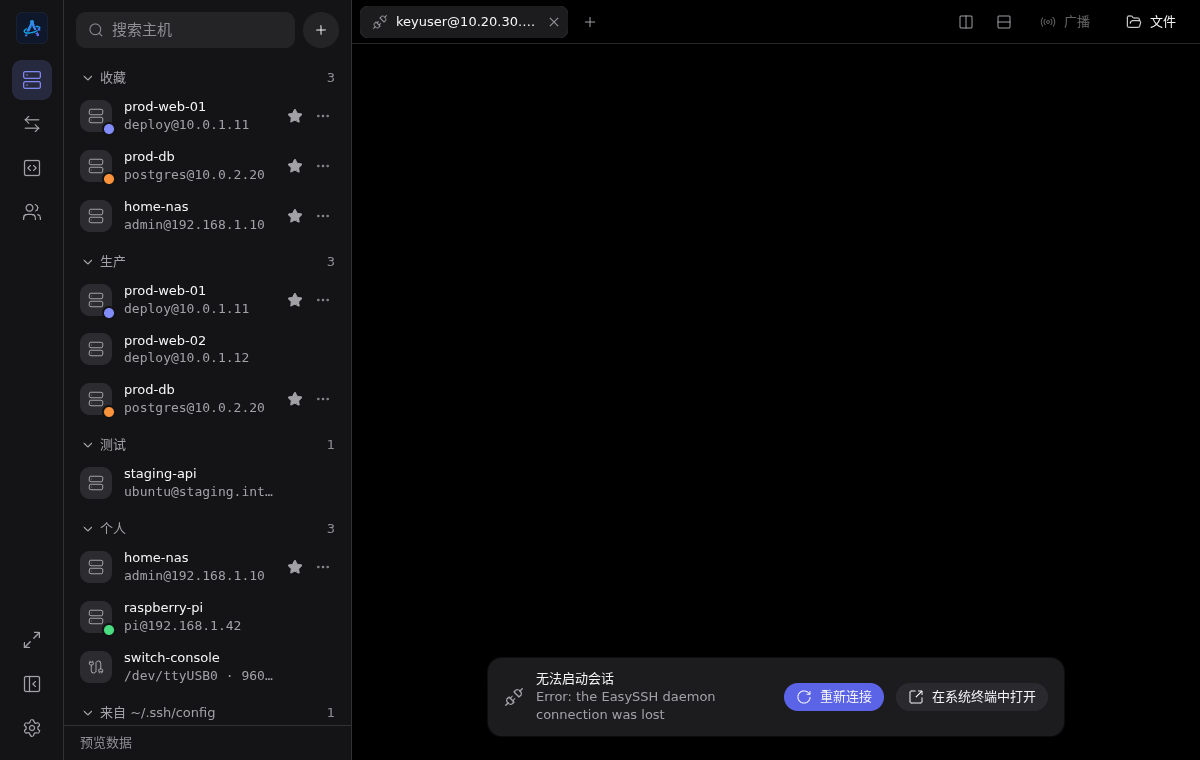 搜索主机
keyuser@10.20.30....
广播
文件
收藏 3
prod-web-01
deploy@10.0.1.11
prod-db
postgres@10.0.2.20
home-nas
admin@192.168.1.10
生产 3
prod-web-01
deploy@10.0.1.11
prod-web-02
deploy@10.0.1.12
prod-db
postgres@10.0.2.20
测试 1
staging-api
ubuntu@staging.int…
个人 3
home-nas
admin@192.168.1.10
raspberry-pi
pi@192.168.1.42
switch-console
/dev/ttyUSB0 · 960…
来自 ~/.ssh/config 1
预览数据
无法启动会话
Error: the EasySSH daemon
connection was lost
重新连接
在系统终端中打开